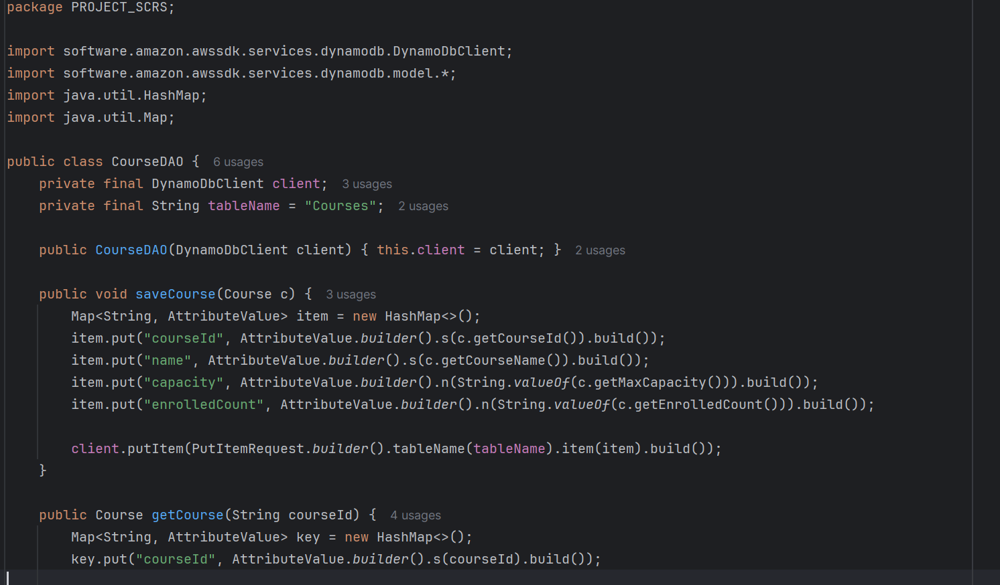 package PROJECT_SCRS;
import software.amazon.awssdk.services.dynamodb.DynamoDbClient;
import software.amazon.awssdk.services.dynamodb.model.*;
import java.util.HashMap;
import java.util.Map;
public class CourseDAO { 6 usages
private final DynamoDbClient client; 3 usages
private final String tableName = "Courses"; 2 usages
public CourseDAO(DynamoDbClient client) { this.client = client; } 2 usages
public void saveCourse(Course c) { 3 usages
Map<String, AttributeValue> item = new HashMap<>();
item.put("courseId", AttributeValue.builder().s(c.getCourseId()).build());
item.put("name", AttributeValue.builder().s(c.getCourseName()).build());
item.put("capacity", AttributeValue.builder().n(String.valueOf(c.getMaxCapacity())).build());
item.put("enrolledCount", AttributeValue.builder().n(String.valueOf(c.getEnrolledCount())).build());
client.putItem(PutItemRequest.builder().tableName(tableName).item(item).build());
}
public Course getCourse(String courseId) { 4 usages
Map<String, AttributeValue> key = new HashMap<>();
key.put("courseId", AttributeValue.builder().s(courseId).build());